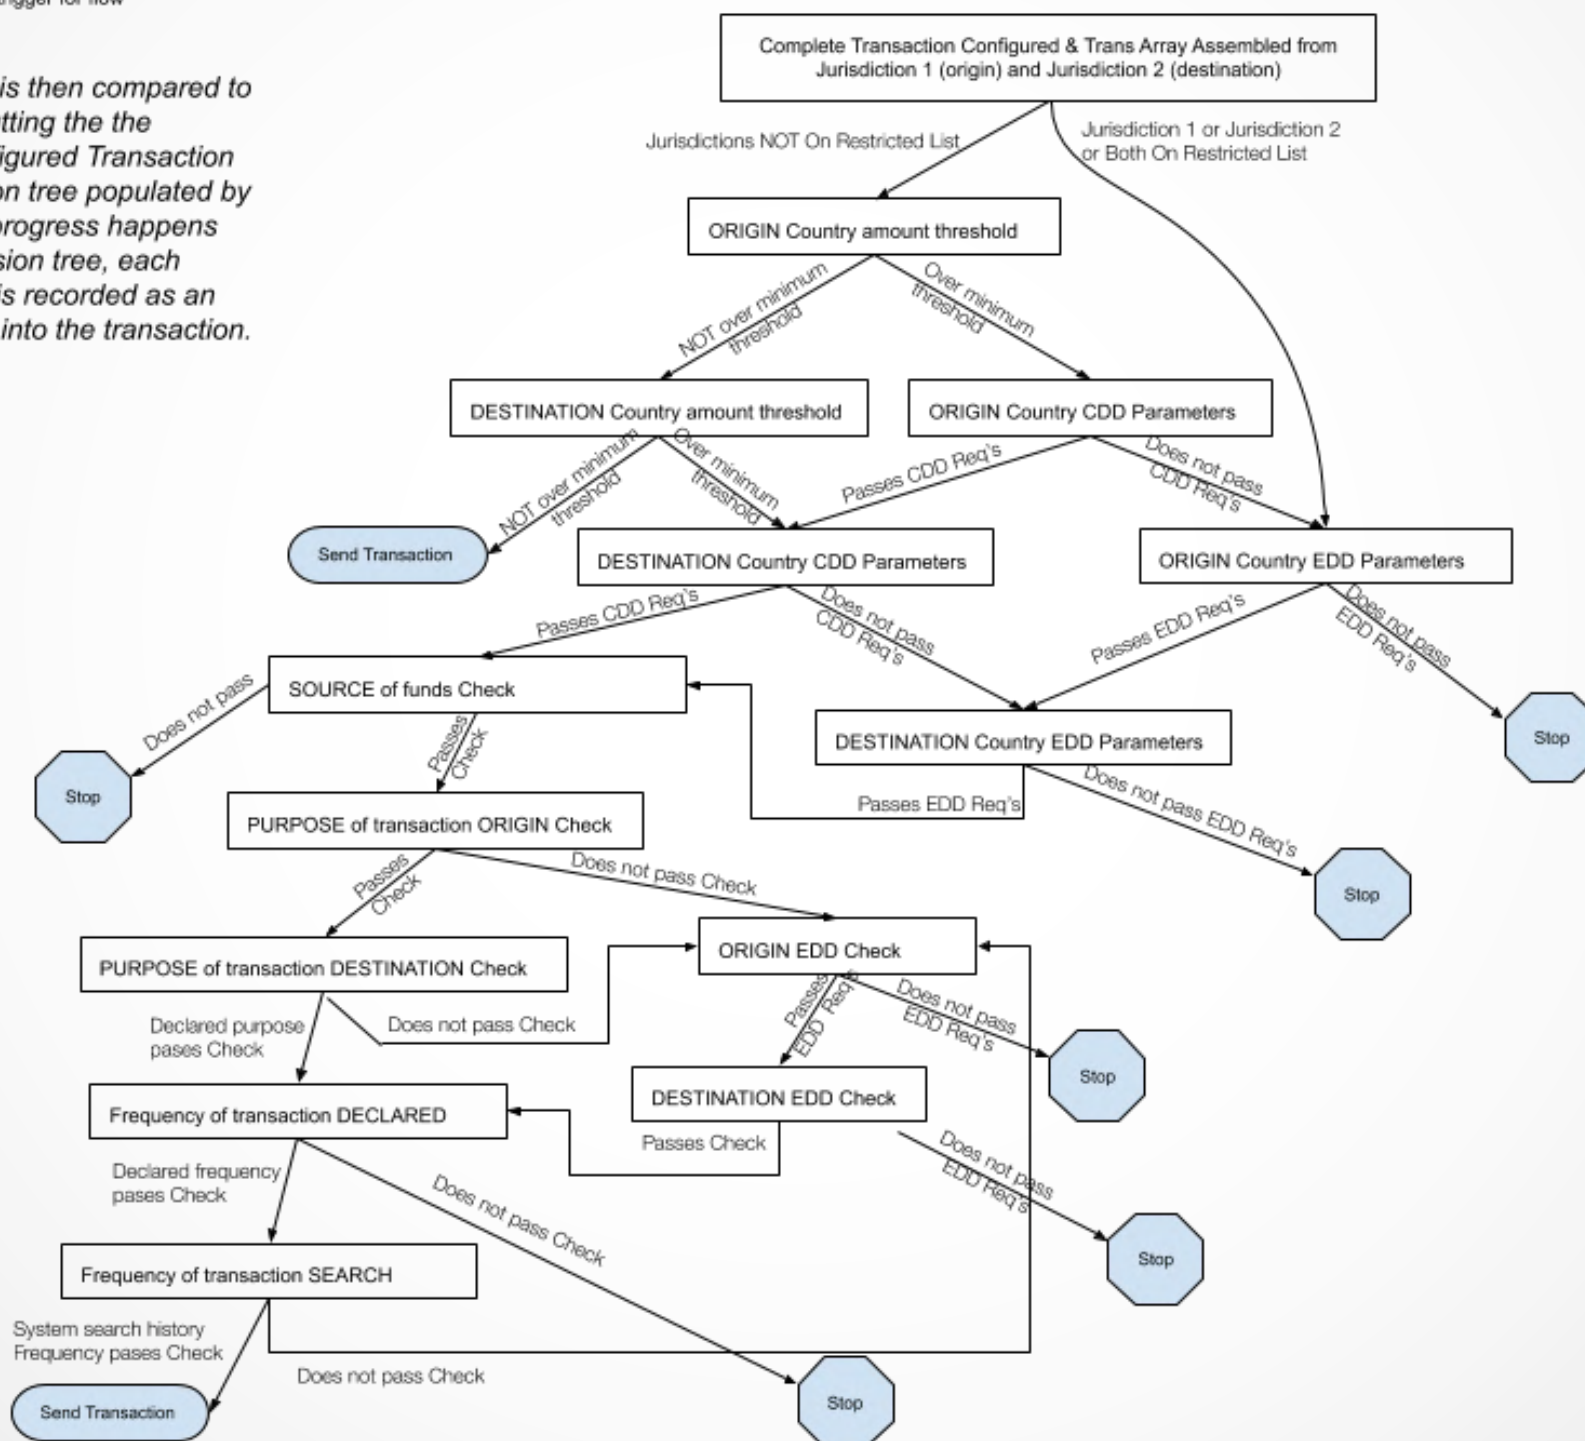 trigger for flow
is then compared to
tting the the
igured Transaction
on tree populated by
progress happens
sion tree, each
is recorded as an
into the transaction.
Complete Transaction Configured & Trans Array Assembled from
Jurisdiction 1 (origin) and Jurisdiction 2 (destination)
Jurisdictions NOT On Restricted List
Jurisdiction 1 or Jurisdiction 2
or Both On Restricted List
ORIGIN Country amount threshold
NOT over minimum
threshold
Over minimum
threshold
DESTINATION Country amount threshold
ORIGIN Country CDD Parameters
NOT over minimum
threshold
Over minimum
threshold
Passes CDD Req's
Does not pass
CDD Req's
Send Transaction
DESTINATION Country CDD Parameters
ORIGIN Country EDD Parameters
Passes CDD Req's
Does not pass
CDD Req's
Passes EDD Req's
Does not pass
EDD Req's
SOURCE of funds Check
Does not pass
Passes
Check
DESTINATION Country EDD Parameters
Stop
Stop
Passes EDD Req's
Does not pass EDD Req's
PURPOSE of transaction ORIGIN Check
Passes
Check
Does not pass Check
Stop
ORIGIN EDD Check
PURPOSE of transaction DESTINATION Check
Passes
EDD Req's
Does not pass
EDD Req's
Declared purpose
pases Check
Does not pass Check
Stop
DESTINATION EDD Check
Frequency of transaction DECLARED
Passes Check
Does not pass
EDD Req's
Declared frequency
pases Check
Does not pass Check
Stop
Frequency of transaction SEARCH
System search history
Frequency pases Check
Does not pass Check
Send Transaction
Stop